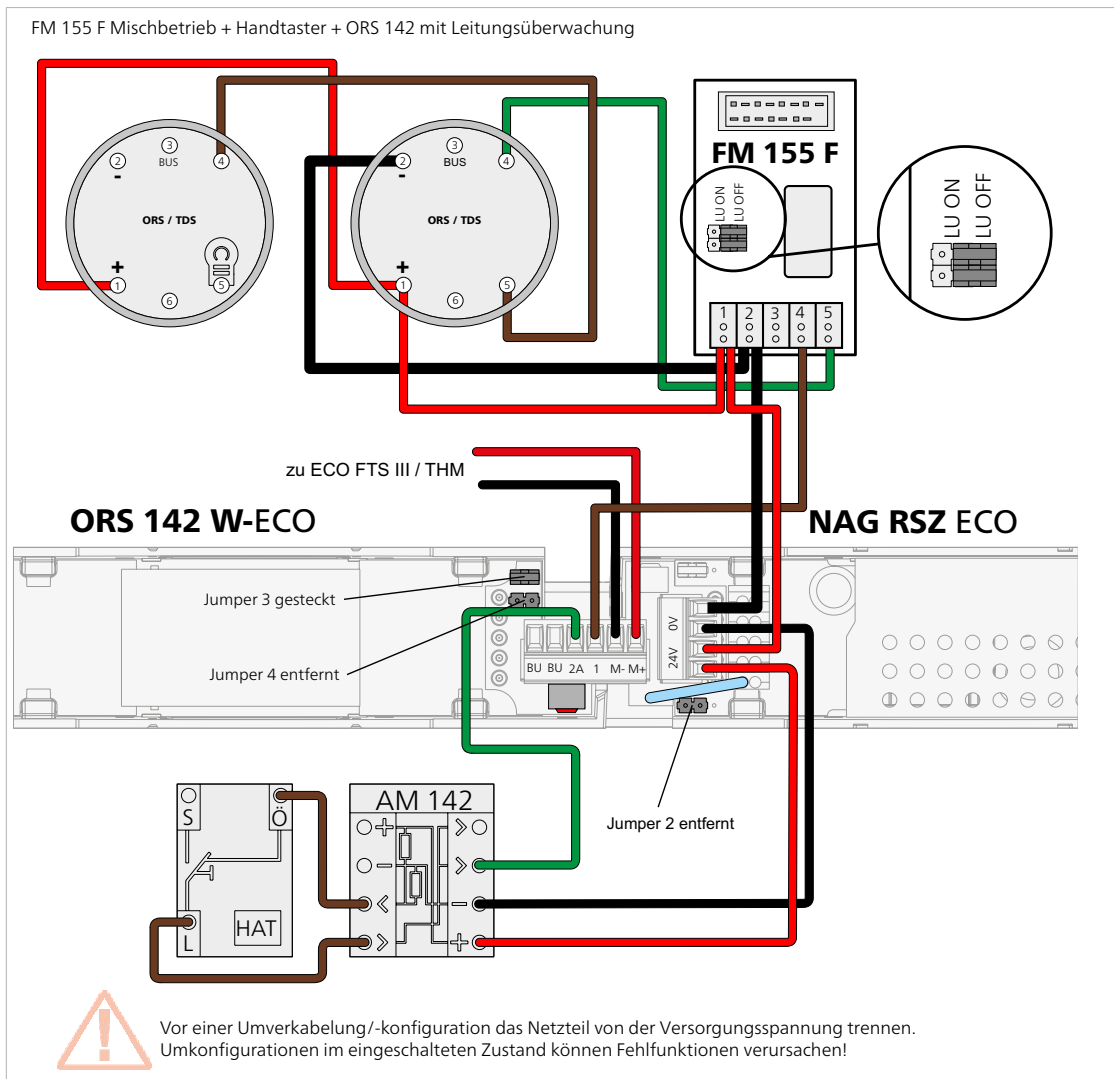 FM 155 F Mischbetrieb + Handtaster + ORS 142 mit Leitungsüberwachung
3
2 BUS 4
-
ORS / TDS
+
1 5
6
3
2 BUS 4
-
ORS / TDS
+
1 5
6
FM 155 F
LU ON
LU OFF
LU ON
LU OFF
1 2 3 4 5
zu ECO FTS III / THM
ORS 142 W-ECO
NAG RSZ ECO
Jumper 3 gesteckt
Jumper 4 entfernt
BU BU 2A 1 M- M+
0V
24V
Jumper 2 entfernt
S Ö
L HAT
AM 142
+ >
- >
< -
> +
Vor einer Umverkabelung/-konfiguration das Netzteil von der Versorgungsspannung trennen.
Umkonfigurationen im eingeschalteten Zustand können Fehlfunktionen verursachen!